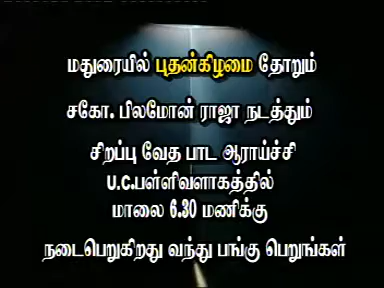 மதுரையில் புதன்கிழமை தோறும்
சகோ. பிலமோன் ராஜா நடத்தும்
சிறப்பு வேத பாட ஆராய்ச்சி
U.C.பள்ளிவளாகத்தில்
மாலை 6.30 மணிக்கு
நடைபெறுகிறது வந்து பங்கு பெறுங்கள்